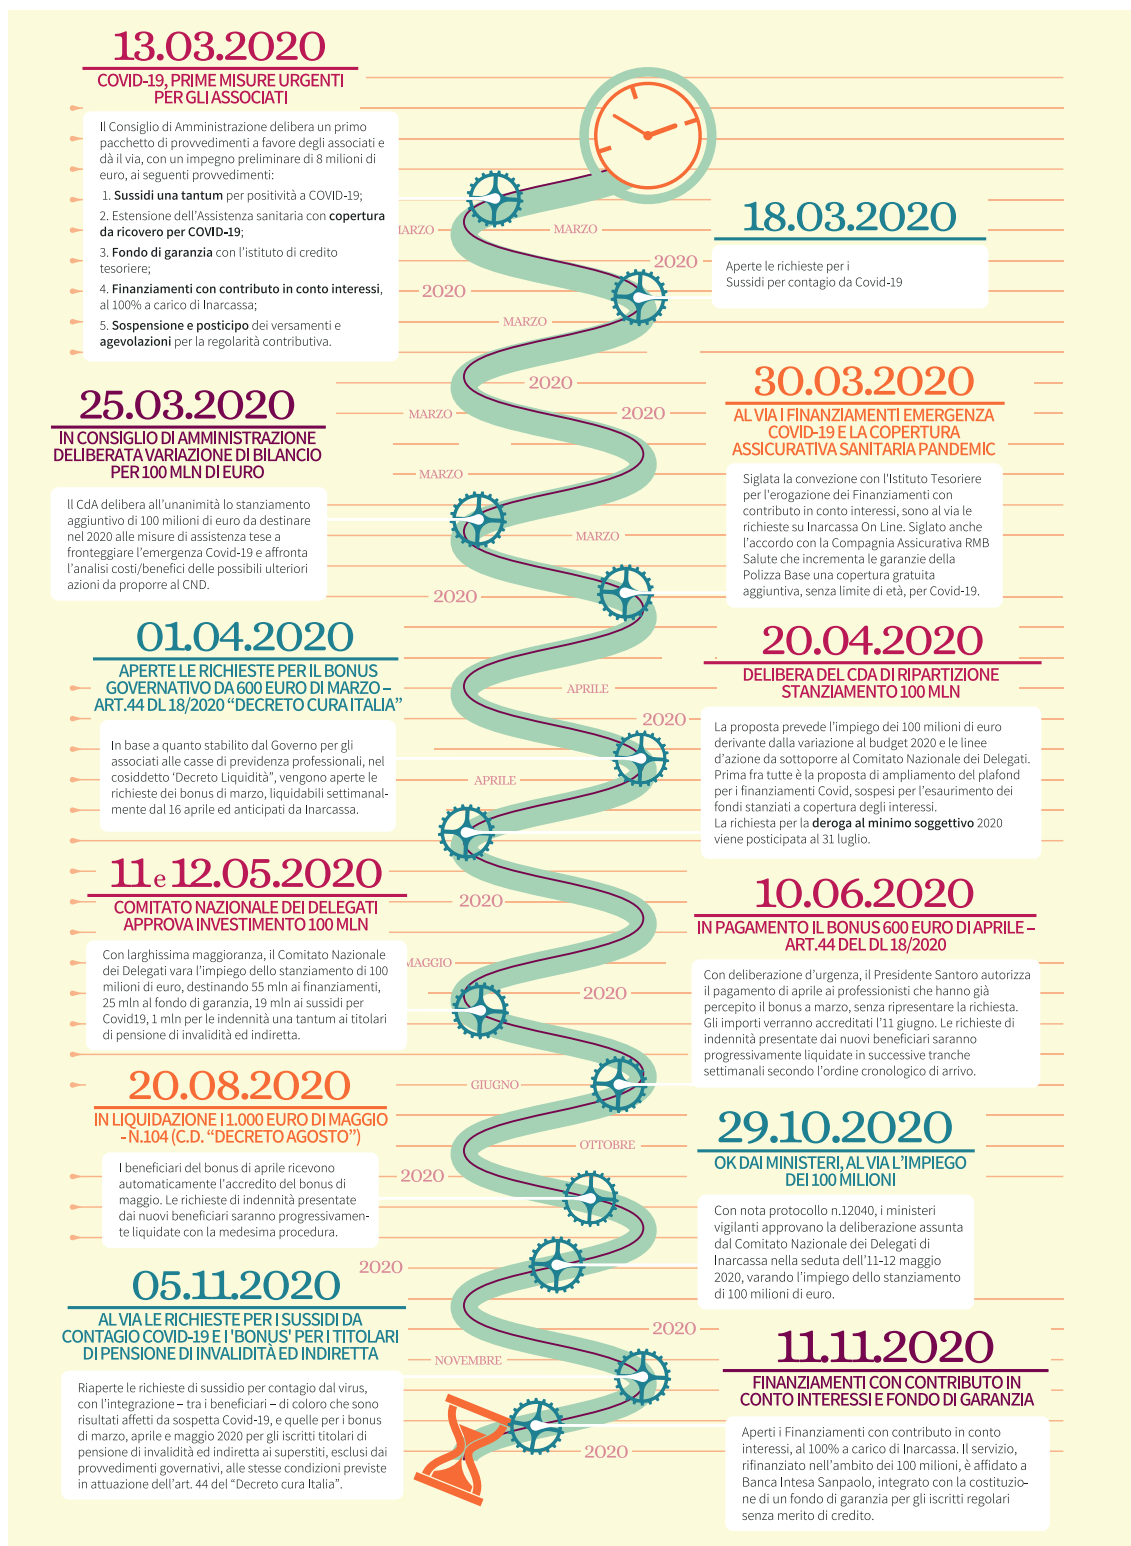 13.03.2020
COVID-19, PRIME MISURE URGENTI
PER GLI ASSOCIATI
Il Consiglio di Amministrazione delibera un primo
pacchetto di provvedimenti a favore degli associati e
dà il via, con un impegno preliminare di 8 milioni di
euro, ai seguenti provvedimenti:
1. Sussidi una tantum per positività a COVID-19;
2. Estensione dell'Assistenza sanitaria con copertura
da ricovero per COVID-19;
3. Fondo di garanzia con l'istituto di credito
tesoriere;
4. Finanziamenti con contributo in conto interessi,
al 100% a carico di Inarcassa;
5. Sospensione e posticipo dei versamenti e
agevolazioni per la regolarità contributiva.
18.03.2020
Aperte le richieste per i
Sussidi per contagio da Covid-19
ARZO
MARZO
2020
2020
MARZO
2020
2020
MARZO
25.03.2020
IN CONSIGLIO DI AMMINISTRAZIONE
DELIBERATA VARIAZIONE DI BILANCIO
PER 100 MLN DI EURO
Il CdA delibera all'unanimità lo stanziamento
aggiuntivo di 100 milioni di euro da destinare
nel 2020 alle misure di assistenza tese a
fronteggiare l'emergenza Covid-19 e affronta
l'analisi costi/benefici delle possibili ulteriori
azioni da proporre al CND.
30.03.2020
AL VIA I FINANZIAMENTI EMERGENZA
COVID-19 E LA COPERTURA
ASSICURATIVA SANITARIA PANDEMIC
Siglata la convezione con l'Istituto Tesoriere
per l'erogazione dei Finanziamenti con
contributo in conto interessi, sono al via le
richieste su Inarcassa On Line. Siglato anche
l'accordo con la Compagnia Assicurativa RMB
Salute che incrementa le garanzie della
Polizza Base una copertura gratuita
aggiuntiva, senza limite di età, per Covid-19.
MARZO
MARZO
2020
01.04.2020
APERTE LE RICHIESTE PER IL BONUS
GOVERNATIVO DA 600 EURO DI MARZO –
ART.44 DL 18/2020 “DECRETO CURA ITALIA”
In base a quanto stabilito dal Governo per gli
associati alle casse di previdenza professionali, nel
cosiddetto ‘Decreto Liquidità”, vengono aperte le
richieste dei bonus di marzo, liquidabili settimanal-
mente dal 16 aprile ed anticipati da Inarcassa.
20.04.2020
DELIBERA DEL CDA DI RIPARTIZIONE
STANZIAMENTO 100 MLN
La proposta prevede l'impiego dei 100 milioni di euro
derivante dalla variazione al budget 2020 e le linee
d'azione da sottoporre al Comitato Nazionale dei Delegati.
Prima fra tutte è la proposta di ampliamento del plafond
per i finanziamenti Covid, sospesi per l'esaurimento dei
fondi stanziati a copertura degli interessi.
La richiesta per la deroga al minimo soggettivo 2020
viene posticipata al 31 luglio.
APRILE
2020
APRILE
11 e 12.05.2020
COMITATO NAZIONALE DEI DELEGATI
APPROVA INVESTIMENTO 100 MLN
Con larghissima maggioranza, il Comitato Nazionale
dei Delegati vara l'impiego dello stanziamento di 100
milioni di euro, destinando 55 mln ai finanziamenti,
25 mln al fondo di garanzia, 19 mln ai sussidi per
Covid19, 1 mln per le indennità una tantum ai titolari
di pensione di invalidità ed indiretta.
10.06.2020
IN PAGAMENTO IL BONUS 600 EURO DI APRILE –
ART.44 DEL DL 18/2020
Con deliberazione d'urgenza, il Presidente Santoro autorizza
il pagamento di aprile ai professionisti che hanno già
percepito il bonus a marzo, senza ripresentare la richiesta.
Gli importi verranno accreditati l'11 giugno. Le richieste di
indennità presentate dai nuovi beneficiari saranno
progressivamente liquidate in successive tranche
settimanali secondo l'ordine cronologico di arrivo.
2020
MAGGIO
2020
GIUGNO
20.08.2020
IN LIQUIDAZIONE I 1.000 EURO DI MAGGIO
- N.104 (C.D. “DECRETO AGOSTO”)
I beneficiari del bonus di aprile ricevono
automaticamente l'accredito del bonus di
maggio. Le richieste di indennità presentate
dai nuovi beneficiari saranno progressivamen-
te liquidate con la medesima procedura.
29.10.2020
OK DAI MINISTERI, AL VIA L'IMPIEGO
DEI 100 MILIONI
Con nota protocollo n.12040, i ministeri
vigilanti approvano la deliberazione assunta
dal Comitato Nazionale dei Delegati di
Inarcassa nella seduta dell'11-12 maggio
2020, varando l'impiego dello stanziamento
di 100 milioni di euro.
OTTOBRE
2020
2020
05.11.2020
AL VIA LE RICHIESTE PER I SUSSIDI DA
CONTAGIO COVID-19 E I 'BONUS' PER I TITOLARI
DI PENSIONE DI INVALIDITÀ ED INDIRETTA
Riaperte le richieste di sussidio per contagio dal virus,
con l'integrazione – tra i beneficiari – di coloro che sono
risultati affetti da sospetta Covid-19, e quelle per i bonus
di marzo, aprile e maggio 2020 per gli iscritti titolari di
pensione di invalidità ed indiretta ai superstiti, esclusi dai
provvedimenti governativi, alle stesse condizioni previste
in attuazione dell'art. 44 del “Decreto cura Italia”.
2020
NOVEMBRE
2020
11.11.2020
FINANZIAMENTI CON CONTRIBUTO IN
CONTO INTERESSI E FONDO DI GARANZIA
Aperti i Finanziamenti con contributo in conto
interessi, al 100% a carico di Inarcassa. Il servizio,
rifinanziato nell'ambito dei 100 milioni, è affidato a
Banca Intesa Sanpaolo, integrato con la costituzio-
ne di un fondo di garanzia per gli iscritti regolari
senza merito di credito.